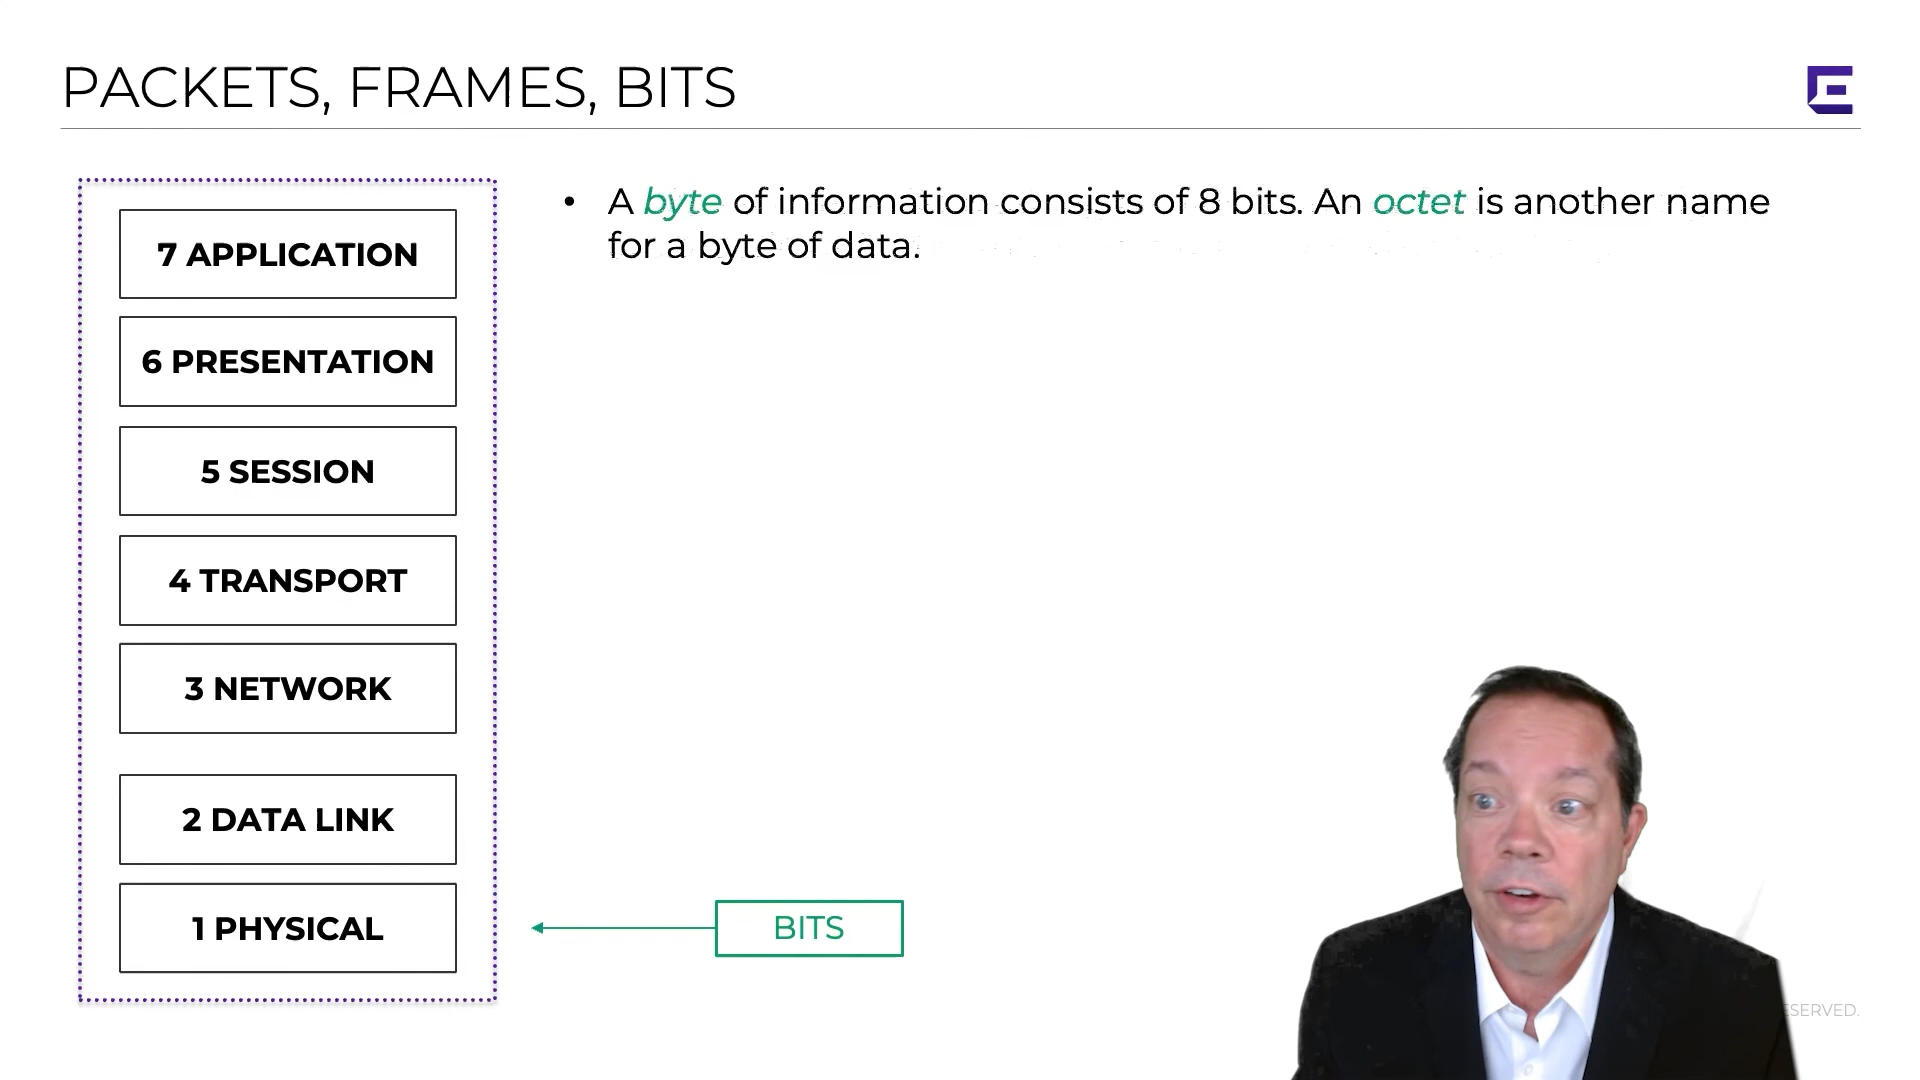 PACKETS, FRAMES, BITS
• A byte of information consists of 8 bits. An octet is another name
for a byte of data.
7 APPLICATION
6 PRESENTATION
5 SESSION
4 TRANSPORT
3 NETWORK
2 DATA LINK
1 PHYSICAL
BITS